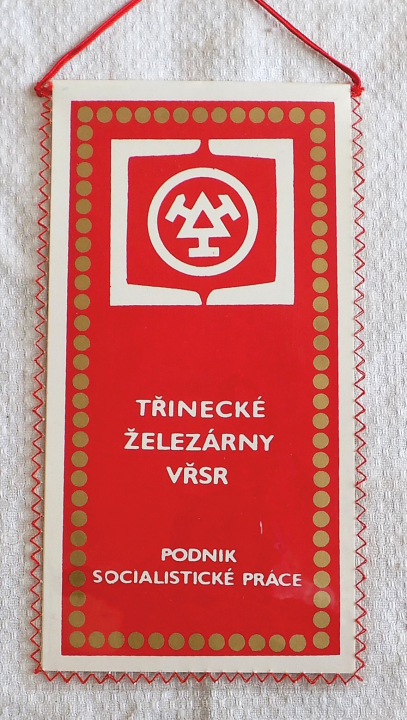 TŘINECKÉ
ŽELEZÁRNY
VŘSR
PODNIK
SOCIALISTICKÉ PRÁCE